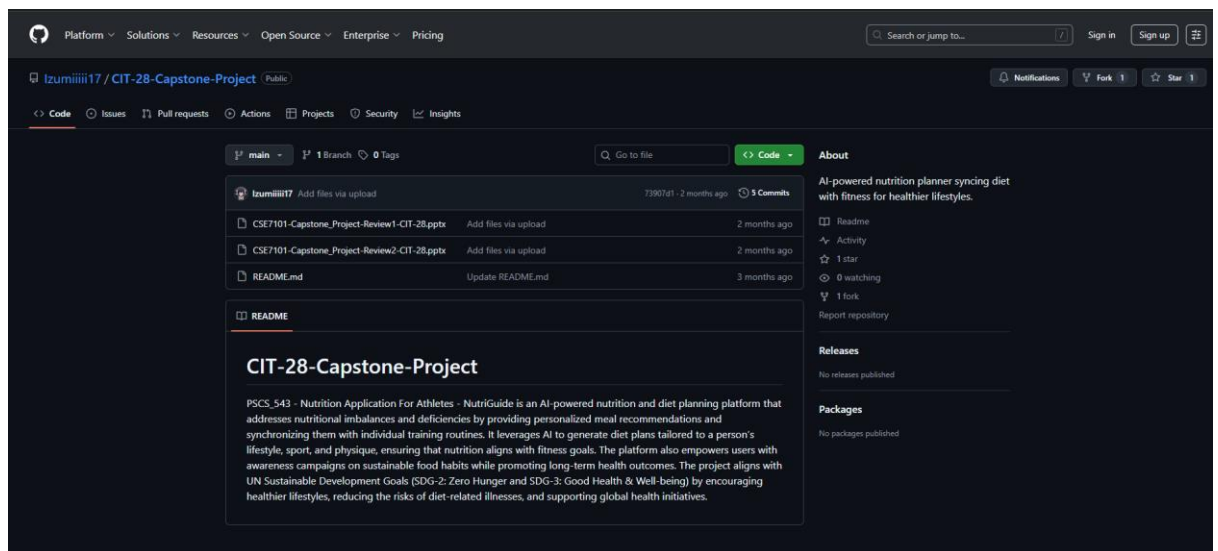 Platform Solutions Resources Open Source Enterprise Pricing
Search or jump to... / Sign in Sign up
Izumiiiii17 / CIT-28-Capstone-Project Public
Notifications Fork 1 Star 1
Code Issues Pull requests Actions Projects Security Insights
main 1 Branch 0 Tags
Go to file Code
Izumiiiii17 Add files via upload 73907d1 · 2 months ago 5 Commits
CSE7101-Capstone_Project-Review1-CIT-28.pptx Add files via upload 2 months ago
CSE7101-Capstone_Project-Review2-CIT-28.pptx Add files via upload 2 months ago
README.md Update README.md 3 months ago
README
CIT-28-Capstone-Project
PSCS_543 - Nutrition Application For Athletes - NutriGuide is an AI-powered nutrition and diet planning platform that
addresses nutritional imbalances and deficiencies by providing personalized meal recommendations and
synchronizing them with individual training routines. It leverages AI to generate diet plans tailored to a person's
lifestyle, sport, and physique, ensuring that nutrition aligns with fitness goals. The platform also empowers users with
awareness campaigns on sustainable food habits while promoting long-term health outcomes. The project aligns with
UN Sustainable Development Goals (SDG-2: Zero Hunger and SDG-3: Good Health & Well-being) by encouraging
healthier lifestyles, reducing the risks of diet-related illnesses, and supporting global health initiatives.
About
AI-powered nutrition planner syncing diet
with fitness for healthier lifestyles.
Readme
Activity
1 star
0 watching
1 fork
Report repository
Releases
No releases published
Packages
No packages published